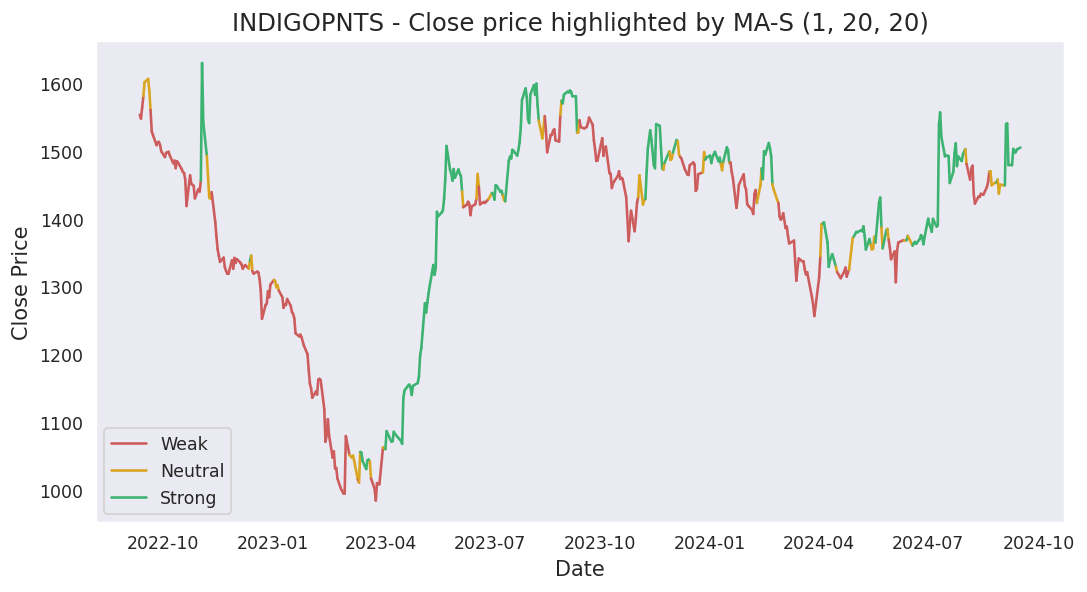 INDIGOPNTS - Close price highlighted by MA-S (1, 20, 20)
1600
1500
1400
1300
1200
1100
1000
Close Price
Weak
Neutral
Strong
2022-10 2023-01 2023-04 2023-07 2023-10 2024-01 2024-04 2024-07 2024-10
Date